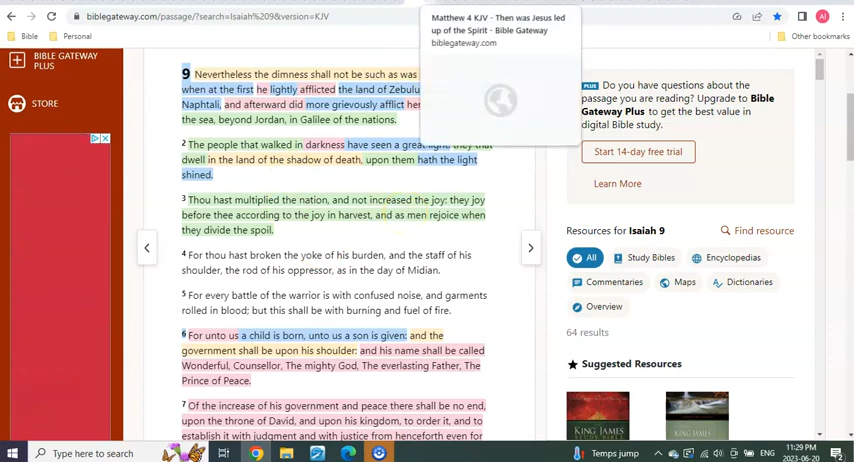 biblegateway.com/passage/?search=Isaiah%209&version=KJV
Bible
Personal
Other bookmarks
Matthew 4 KJV - Then was Jesus led
up of the Spirit - Bible Gateway
biblegateway.com
BIBLE GATEWAY
PLUS
STORE
9 Nevertheless the dimness shall not be such as was
when at the first he lightly afflicted the land of Zebulu
Naphtali, and afterward did more grievously afflict her
the sea, beyond Jordan, in Galilee of the nations.
2 The people that walked in darkness have seen a great light: they that
dwell in the land of the shadow of death, upon them hath the light
shined.
3 Thou hast multiplied the nation, and not increased the joy: they joy
before thee according to the joy in harvest, and as men rejoice when
they divide the spoil.
4 For thou hast broken the yoke of his burden, and the staff of his
shoulder, the rod of his oppressor, as in the day of Midian.
5 For every battle of the warrior is with confused noise, and garments
rolled in blood; but this shall be with burning and fuel of fire.
6 For unto us a child is born, unto us a son is given: and the
government shall be upon his shoulder: and his name shall be called
Wonderful, Counsellor, The mighty God, The everlasting Father, The
Prince of Peace.
7 Of the increase of his government and peace there shall be no end,
upon the throne of David, and upon his kingdom, to order it, and to
establish it with judgment and with justice from henceforth even for
PLUS Do you have questions about the
passage you are reading? Upgrade to Bible
Gateway Plus to get the best value in
digital Bible study.
Start 14-day free trial
Learn More
Resources for Isaiah 9
Find resource
All
Study Bibles
Encyclopedias
Commentaries
Maps
Dictionaries
Overview
64 results
Suggested Resources
KING JAMES
KING JAMES
Type here to search
Temps jump
ENG
11:29 PM
2023-06-20
2